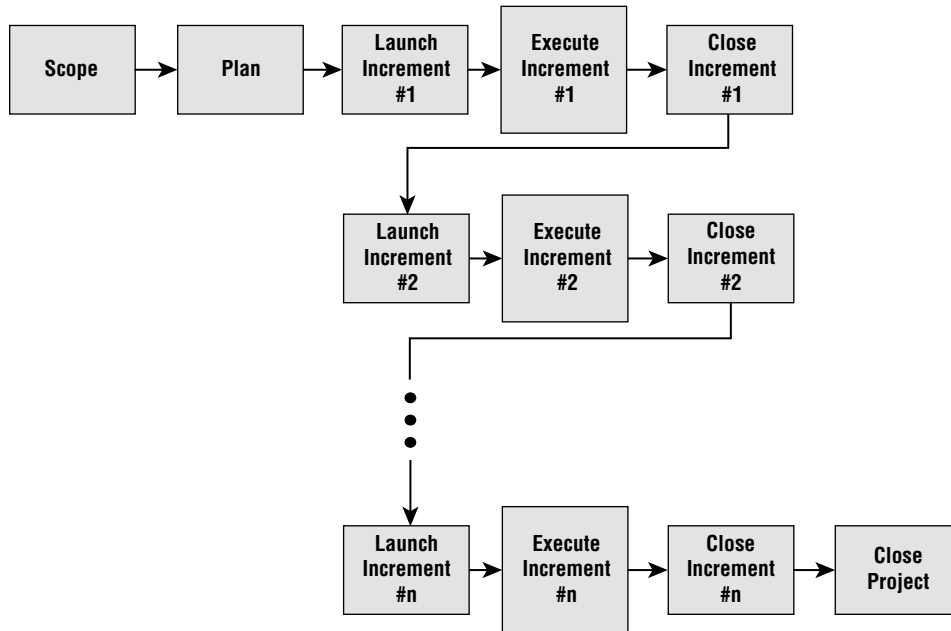 Scope
Plan
Launch
Increment
#1
Execute
Increment
#1
Close
Increment
#1
Launch
Increment
#2
Execute
Increment
#2
Close
Increment
#2
Launch
Increment
#n
Execute
Increment
#n
Close
Increment
#n
Close
Project